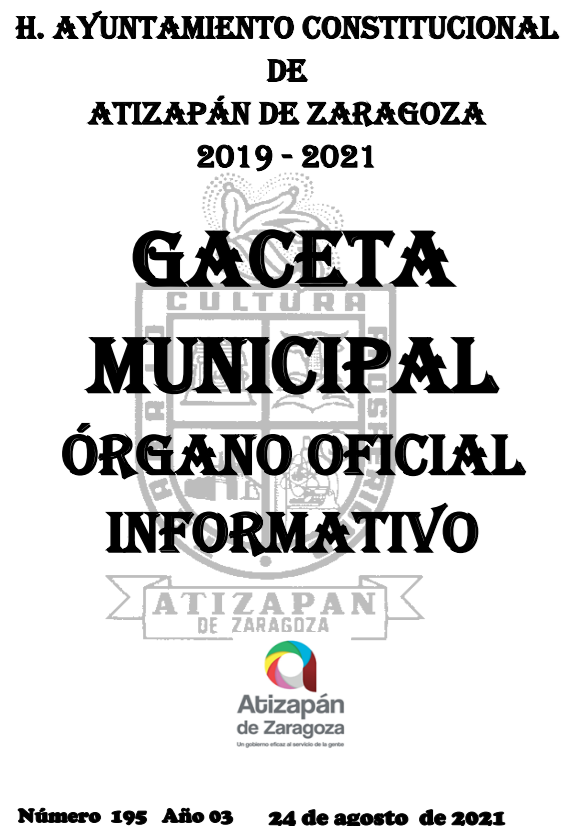 H. AYUNTAMIENTO CONSTITUCIONAL
DE
ATIZAPÁN DE ZARAGOZA
2019 - 2021
GACETA
CULTURA
MUNICIPAL
ÓRGANO OFICIAL
INFORMATIVO
ATIZAPAN
DE ZARAGOZA
Atizapán
de Zaragoza
Un gobierno eficaz al servicio de la gente
Número 195 Año 03 24 de agosto de 2021